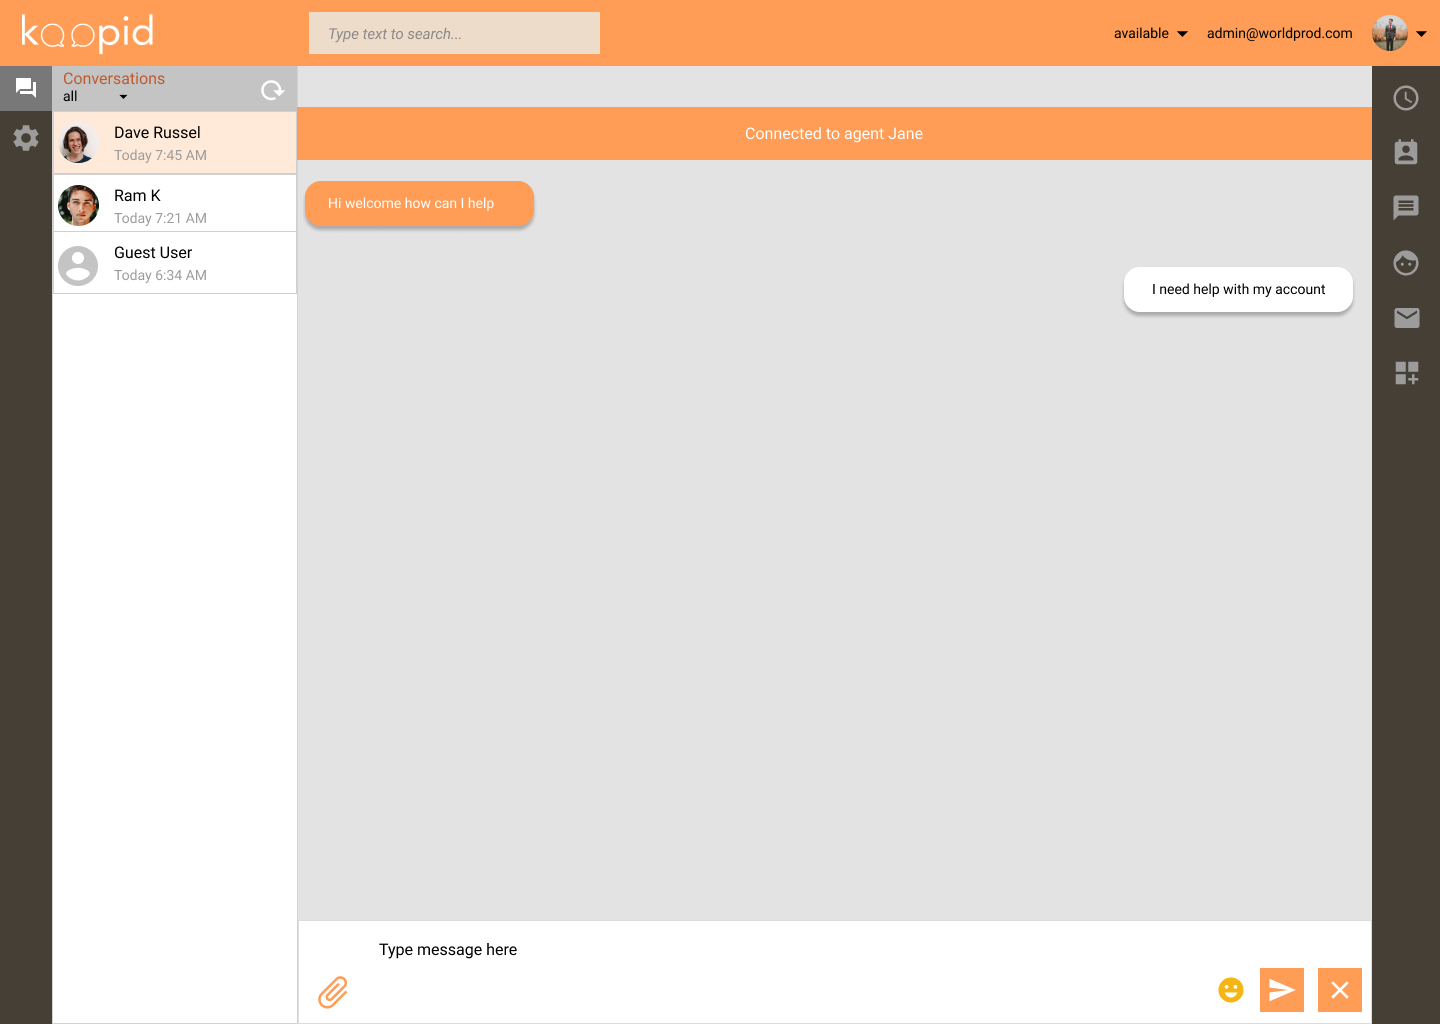 koopid
Type text to search...
available
admin@worldprod.com
Conversations
all
Dave Russel
Today 7:45 AM
Ram K
Today 7:21 AM
Guest User
Today 6:34 AM
Connected to agent Jane
Hi welcome how can I help
I need help with my account
Type message here